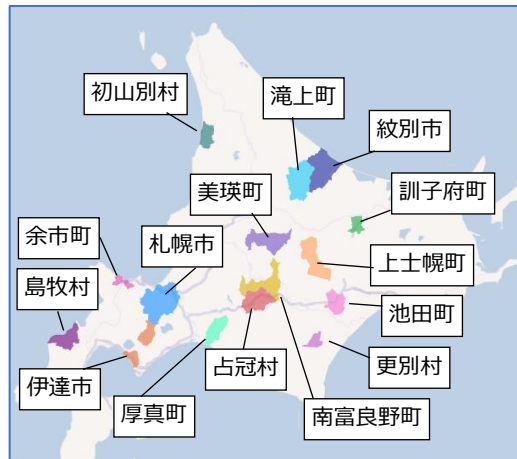 初山別村
滝上町
紋別市
美瑛町
訓子府町
余市町
札幌市
上士幌町
島牧村
池田町
伊達市
占冠村
更別村
厚真町
南富良野町